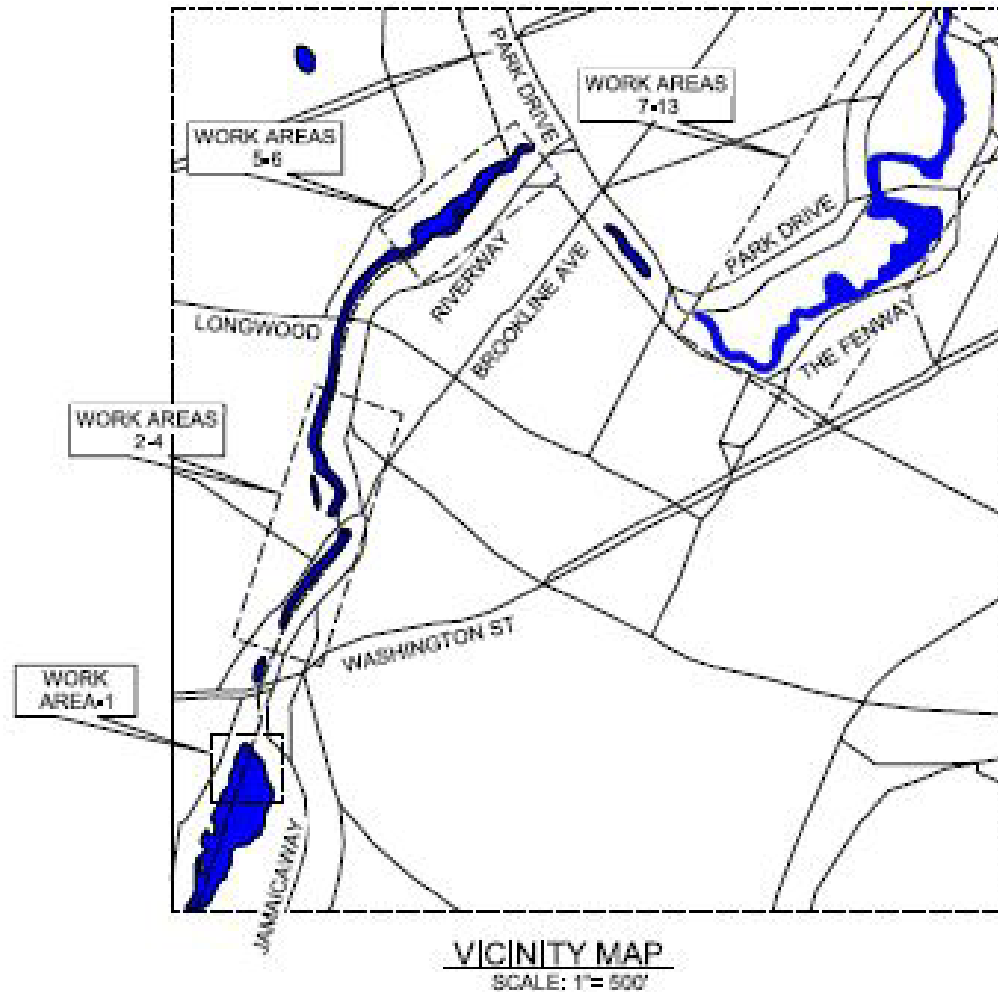 PARK DRIVE
WORK AREAS
7-13
WORK AREAS
5-6
PARK DRIVE
RIVERWAY
BROOKLINE AVE
LONGWOOD
THE FENWAY
WORK AREAS
2-4
WASHINGTON ST
WORK
AREA-1
JAMAICAWAY
VICINITY MAP
SCALE: 1"= 500'